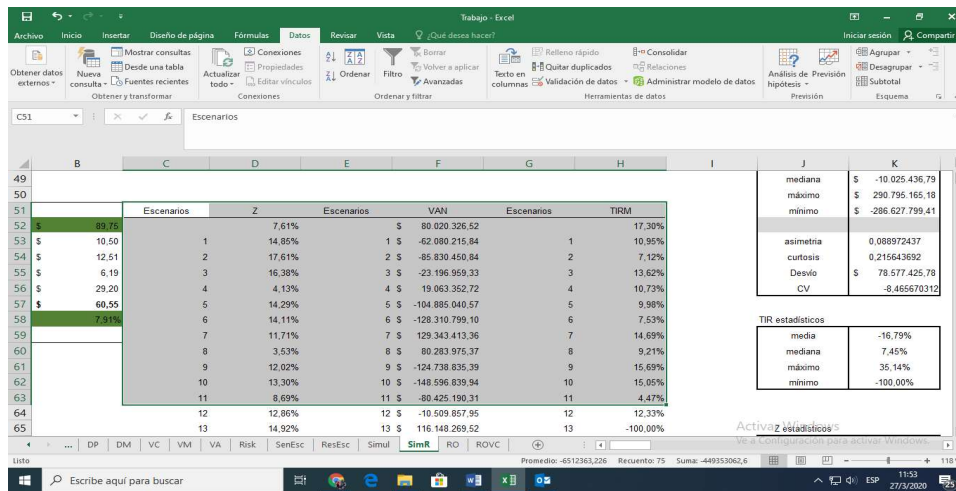 Trabajo - Excel
Archivo Inicio Insertar Diseño de página Fórmulas Datos Revisar Vista ¿Qué desea hacer? Iniciar sesión Compartir
Obtener datos externos
Nueva consulta
Mostrar consultas
Desde una tabla
Fuentes recientes
Obtener y transformar
Actualizar todo
Conexiones
Propiedades
Editar vínculos
Conexiones
Ordenar
Filtro
Borrar
Volver a aplicar
Avanzadas
Ordenar y filtrar
Texto en columnas
Relleno rápido
Quitar duplicados
Validación de datos
Consolidar
Relaciones
Administrar modelo de datos
Herramientas de datos
Análisis de hipótesis
Previsión
Previsión
Agrupar
Desagrupar
Subtotal
Esquema
C51 fx Escenarios
B C D E F G H I J K
49 mediana $ -10.025.436,79
50 máximo $ 290.795.165,18
51 Escenarios Z Escenarios VAN Escenarios TIRM mínimo $ -286.627.799,41
52 $ 89,75 7,61% $ 80.020.326,52 17,30%
53 $ 10,50 1 14,85% 1 $ -62.080.215,84 1 10,95% asimetria 0,088972437
54 $ 12,51 2 17,61% 2 $ -85.830.450,84 2 7,12% curtosis 0,215643692
55 $ 6,19 3 16,38% 3 $ -23.196.959,33 3 13,62% Desvío $ 78.577.425,78
56 $ 29,20 4 4,13% 4 $ 19.063.352,72 4 10,73% CV -8,465670312
57 $ 60,55 5 14,29% 5 $ -104.885.040,57 5 9,98%
58 7,91% 6 14,11% 6 $ -128.310.799,10 6 7,53% TIR estadísticos
59 7 11,71% 7 $ 129.343.413,36 7 14,69% media -16,79%
60 8 3,53% 8 $ 80.283.975,37 8 9,21% mediana 7,45%
61 9 12,02% 9 $ -124.738.835,39 9 15,69% máximo 35,14%
62 10 13,30% 10 $ -148.596.839,94 10 15,05% mínimo -100,00%
63 11 8,69% 11 $ -80.425.190,31 11 4,47%
64 12 12,86% 12 $ -10.509.857,95 12 12,33%
65 13 14,92% 13 $ 116.148.269,52 13 -100,00% Z estadísticos
Activar Windows
Ve a Configuración para activar Windows.
... DP DM VC VM VA Risk SenEsc ResEsc Simul SimR RO ROVC
Listo Promedio: -6512363,226 Recuento: 75 Suma: -449353062,6 118
Escribe aquí para buscar
ESP 11:53
27/3/2020 25